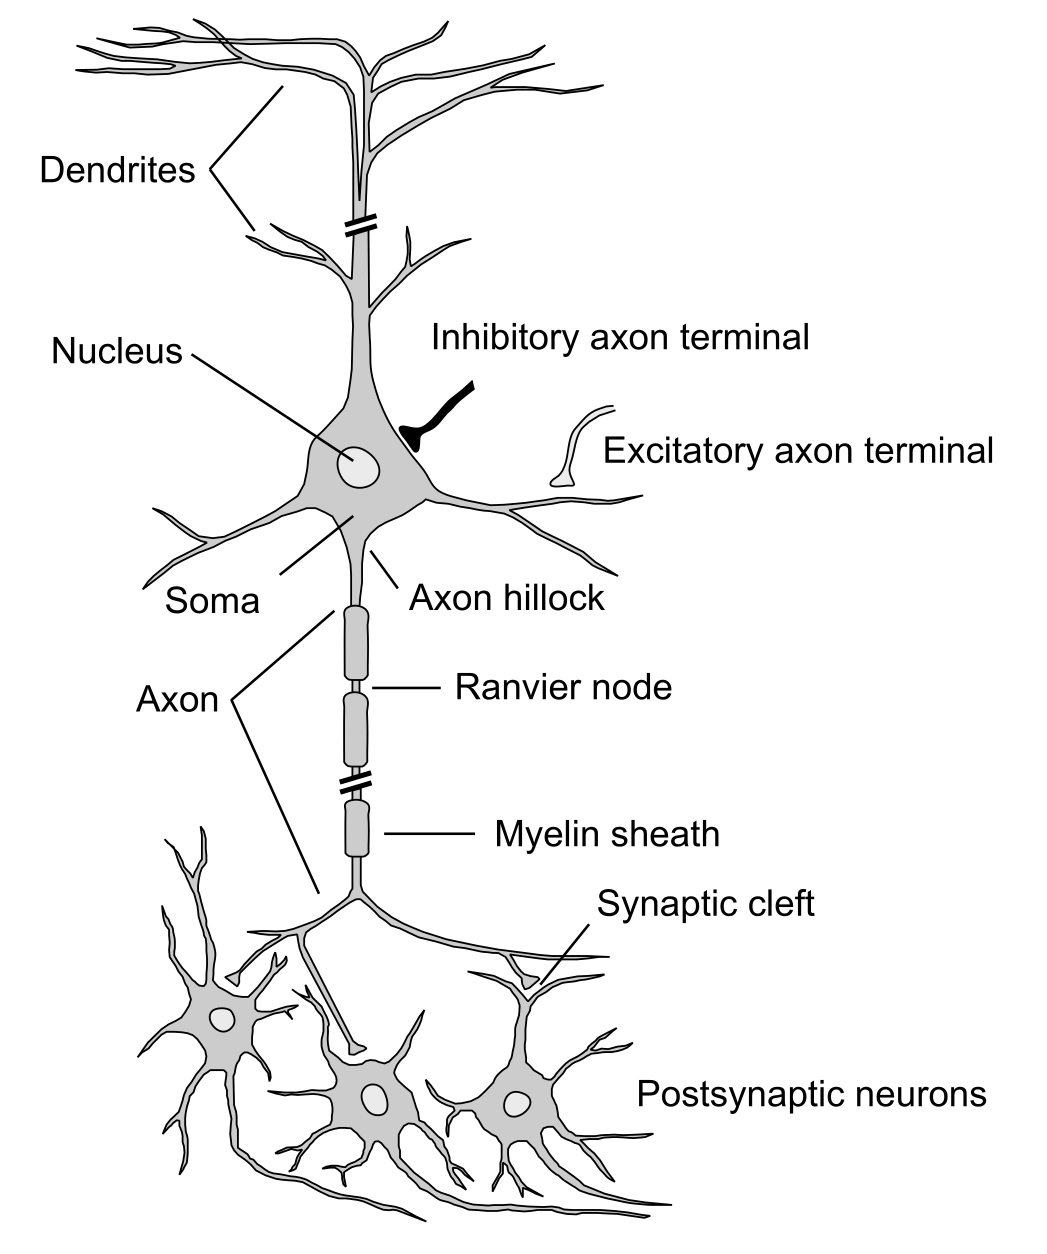 Dendrites
Inhibitory axon terminal
Nucleus
Excitatory axon terminal
Soma
Axon hillock
Ranvier node
Axon
Myelin sheath
Synaptic cleft
Postsynaptic neurons